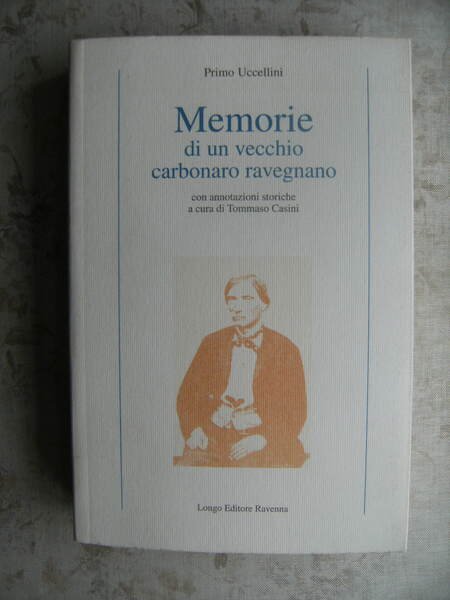 Primo Uccellini
Memorie
di un vecchio
carbonaro ravegnano
con annotazioni storiche
a cura di Tommaso Casini
Longo Editore Ravenna